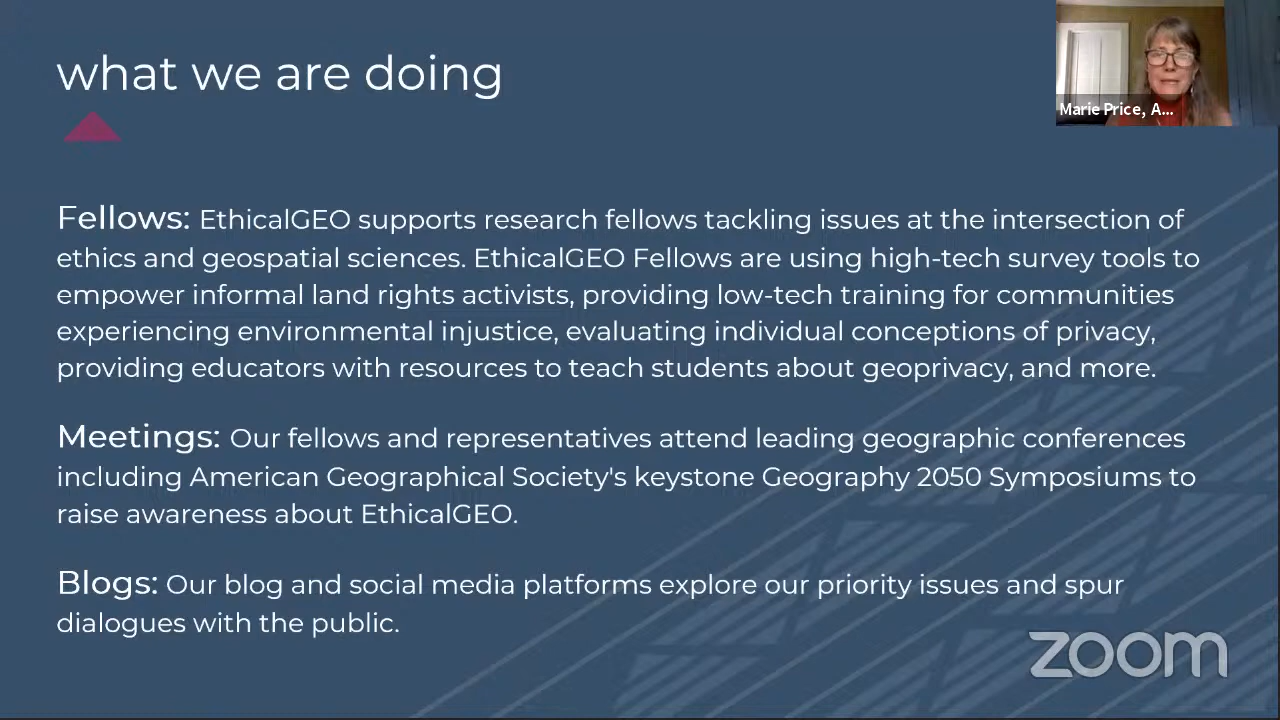 what we are doing
Marie Price, A...
Fellows: EthicalGEO supports research fellows tackling issues at the intersection of
ethics and geospatial sciences. EthicalGEO Fellows are using high-tech survey tools to
empower informal land rights activists, providing low-tech training for communities
experiencing environmental injustice, evaluating individual conceptions of privacy,
providing educators with resources to teach students about geoprivacy, and more.
Meetings: Our fellows and representatives attend leading geographic conferences
including American Geographical Society's keystone Geography 2050 Symposiums to
raise awareness about EthicalGEO.
Blogs: Our blog and social media platforms explore our priority issues and spur
dialogues with the public.
zoom